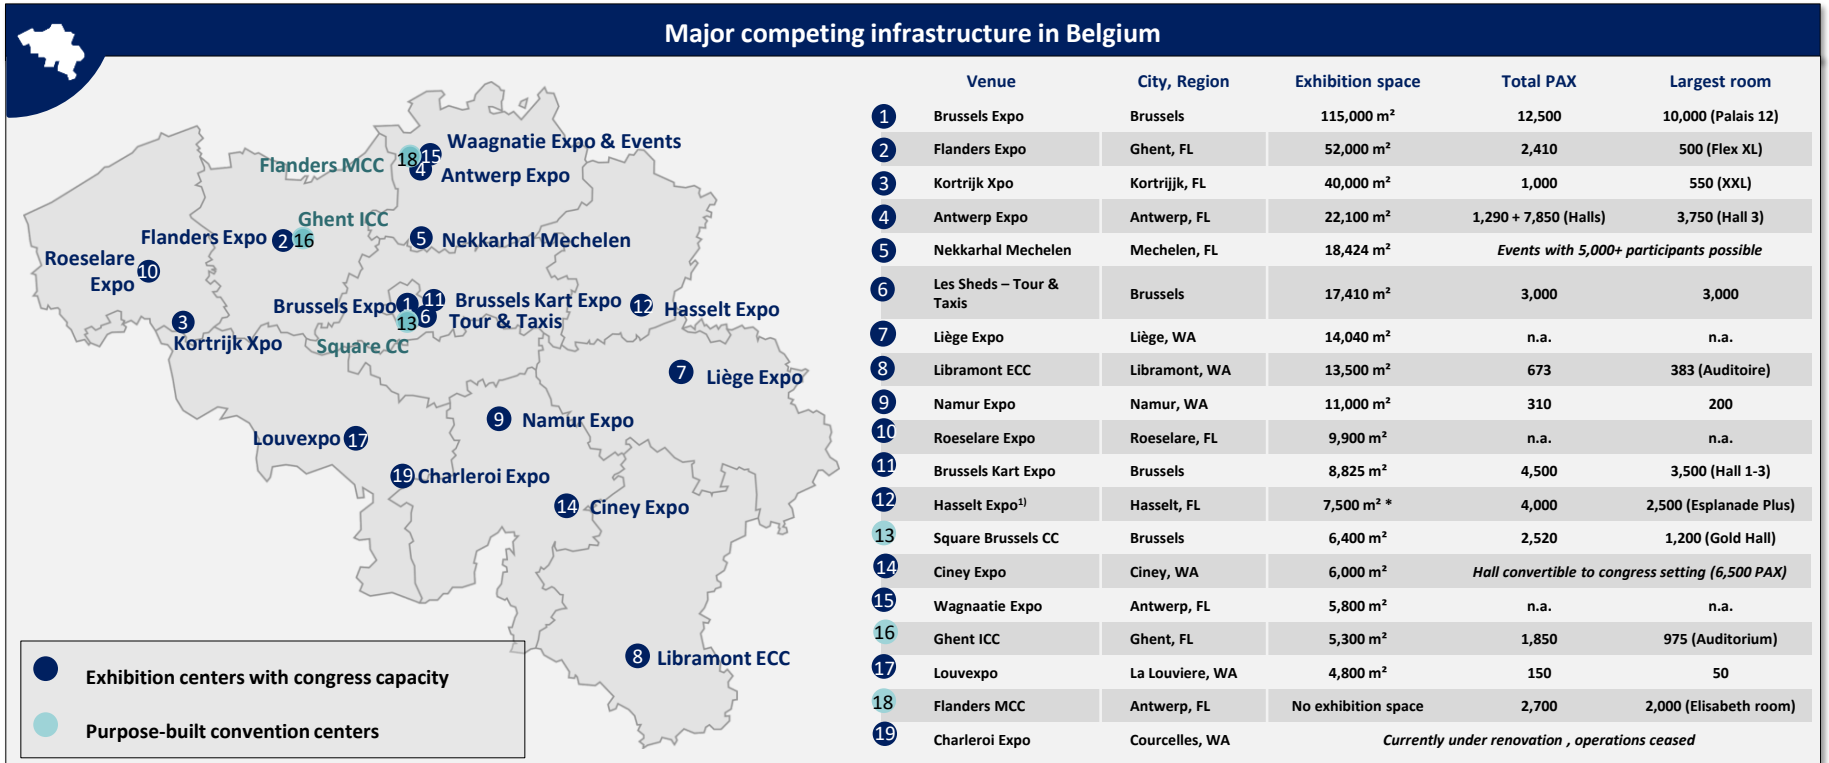 Major competing infrastructure in Belgium
Waagnatie Expo & Events
18
15
Flanders MCC
4
Antwerp Expo
Ghent ICC
Flanders Expo
2
16
5
Nekkarhal Mechelen
Roeselare
Expo
10
Brussels Expo
1
11
Brussels Kart Expo
12
Hasselt Expo
3
13
6
Tour & Taxis
Kortrijk Xpo
Square CC
7
Liège Expo
9
Namur Expo
Louvexpo
17
19
Charleroi Expo
14
Ciney Expo
8
Libramont ECC
Exhibition centers with congress capacity
Purpose-built convention centers
Venue City, Region Exhibition space Total PAX Largest room
1 Brussels Expo Brussels 115,000 m² 12,500 10,000 (Palais 12)
2 Flanders Expo Ghent, FL 52,000 m² 2,410 500 (Flex XL)
3 Kortrijk Xpo Kortrijjk, FL 40,000 m² 1,000 550 (XXL)
4 Antwerp Expo Antwerp, FL 22,100 m² 1,290 + 7,850 (Halls) 3,750 (Hall 3)
5 Nekkarhal Mechelen Mechelen, FL 18,424 m² Events with 5,000+ participants possible
6 Les Sheds – Tour &
Taxis Brussels 17,410 m² 3,000 3,000
7 Liège Expo Liège, WA 14,040 m² n.a. n.a.
8 Libramont ECC Libramont, WA 13,500 m² 673 383 (Auditoire)
9 Namur Expo Namur, WA 11,000 m² 310 200
10 Roeselare Expo Roeselare, FL 9,900 m² n.a. n.a.
11 Brussels Kart Expo Brussels 8,825 m² 4,500 3,500 (Hall 1-3)
12 Hasselt Expo¹⁾ Hasselt, FL 7,500 m² * 4,000 2,500 (Esplanade Plus)
13 Square Brussels CC Brussels 6,400 m² 2,520 1,200 (Gold Hall)
14 Ciney Expo Ciney, WA 6,000 m² Hall convertible to congress setting (6,500 PAX)
15 Wagnaatie Expo Antwerp, FL 5,800 m² n.a. n.a.
16 Ghent ICC Ghent, FL 5,300 m² 1,850 975 (Auditorium)
17 Louvexpo La Louviere, WA 4,800 m² 150 50
18 Flanders MCC Antwerp, FL No exhibition space 2,700 2,000 (Elisabeth room)
19 Charleroi Expo Courcelles, WA Currently under renovation , operations ceased